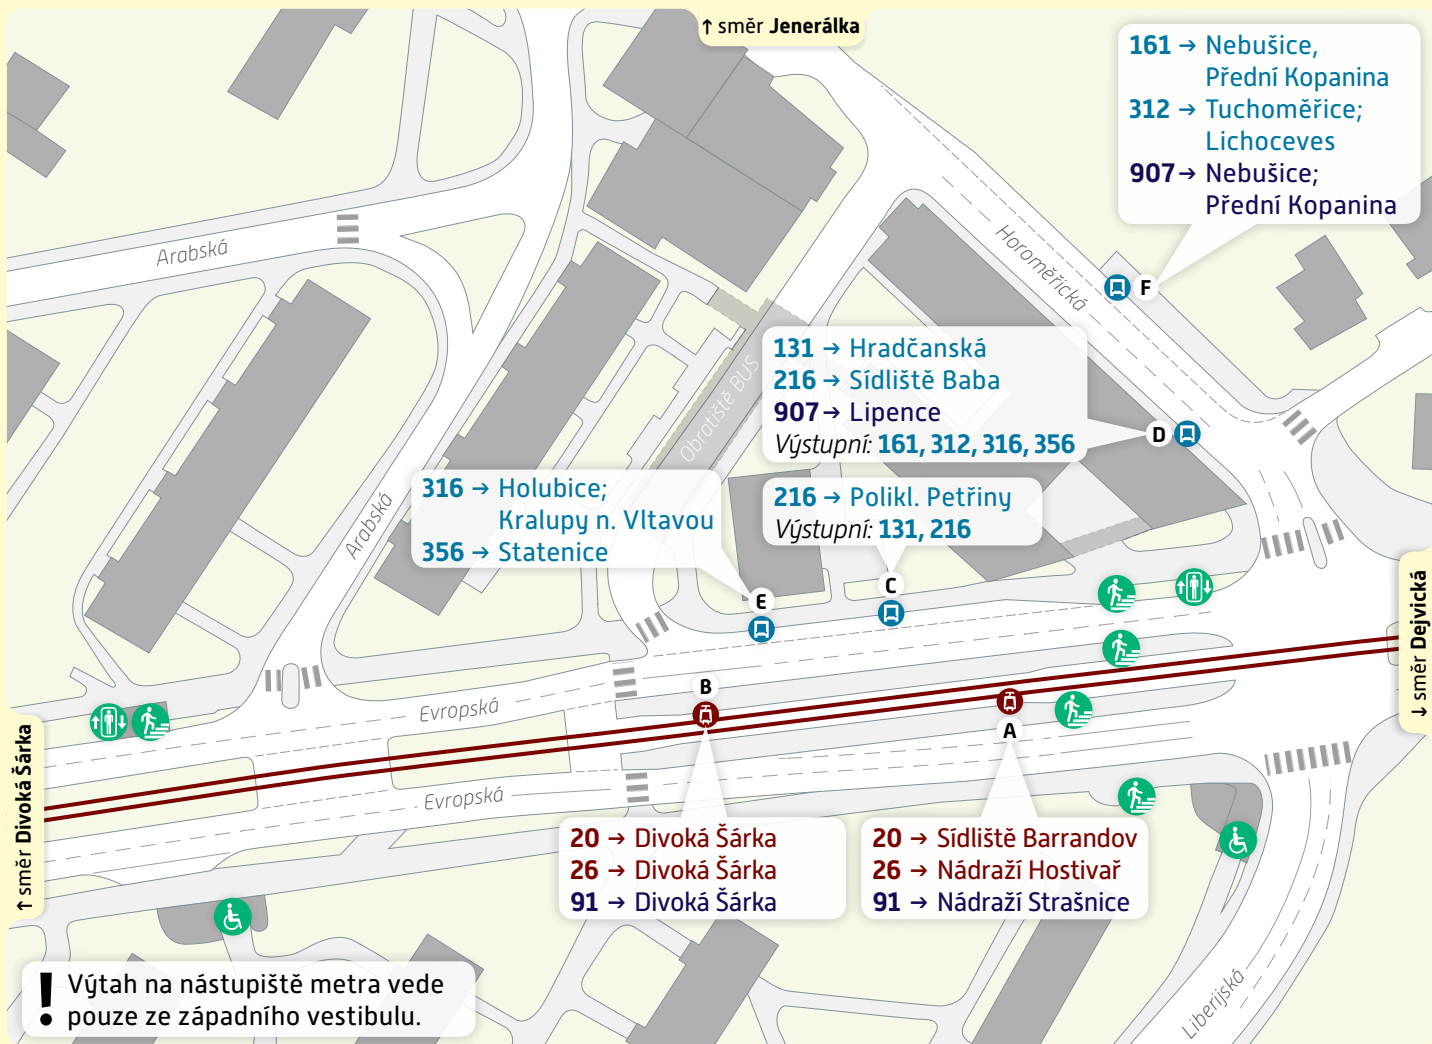 ↑ směr Jenerálka
161 → Nebušice,
Přední Kopanina
312 → Tuchoměřice;
Lichoceves
907 → Nebušice;
Přední Kopanina
F
Arabská
Horoměřická
131 → Hradčanská
216 → Sídliště Baba
907 → Lipence
Výstupní: 161, 312, 316, 356
D
Obratiště BUS
Arabská
316 → Holubice;
Kralupy n. Vltavou
356 → Statenice
E
216 → Polikl. Petřiny
Výstupní: 131, 216
C
↓ směr Dejvická
B
A
Evropská
Evropská
↑ směr Divoká Šárka
20 → Divoká Šárka
26 → Divoká Šárka
91 → Divoká Šárka
20 → Sídliště Barrandov
26 → Nádraží Hostivař
91 → Nádraží Strašnice
Liberijská
! Výtah na nástupiště metra vede
pouze ze západního vestibulu.